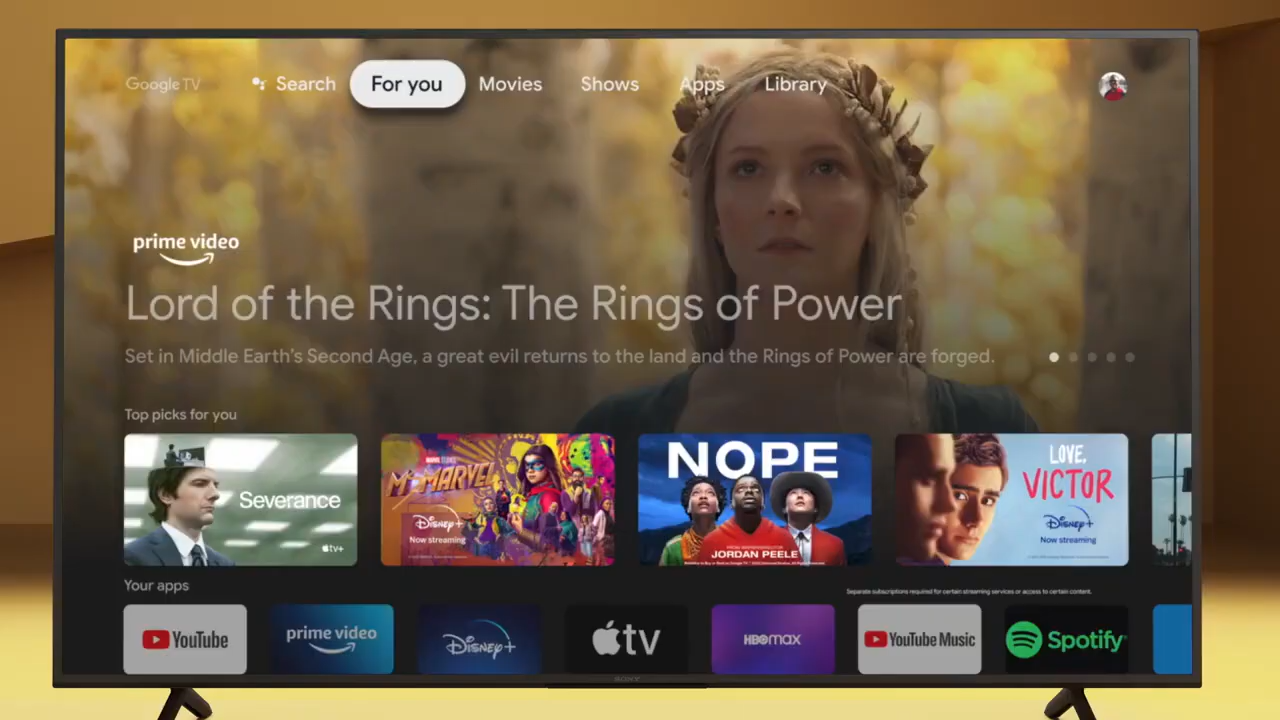 Google TV
Search
For you
Movies
Shows
Apps
Library
prime video
Lord of the Rings: The Rings of Power
Set in Middle Earth's Second Age, a great evil returns to the land and the Rings of Power are forged.
Top picks for you
Severance
tv+
MARVEL STUDIOS
MS. MARVEL
Disney+
Now streaming
NOPE
JORDAN PEELE
LOVE,
VICTOR
Disney+
Now streaming
Your apps
Separate subscriptions required for certain streaming services or access to certain content.
YouTube
prime video
Disney+
tv
HBOMAX
YouTube Music
Spotify
SONY